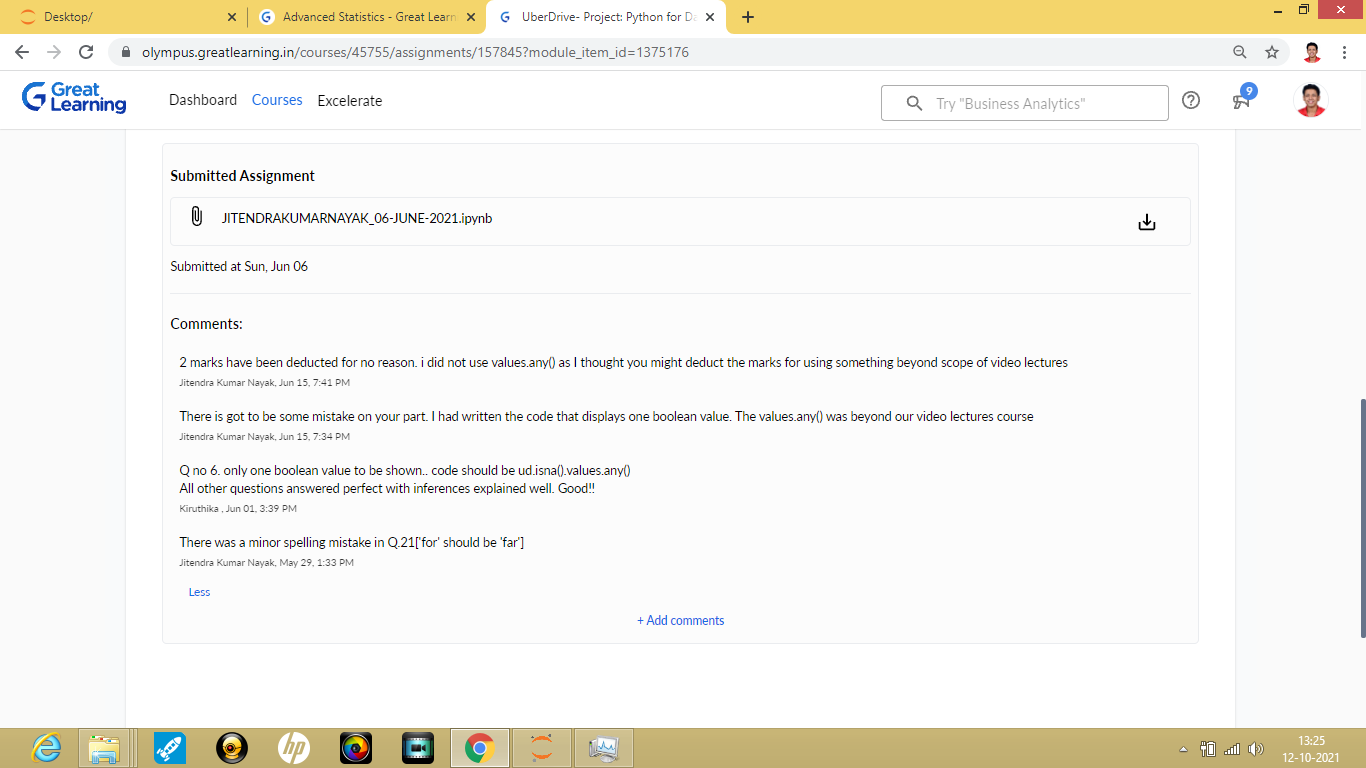 Desktop/
Advanced Statistics - Great Learn
UberDrive- Project: Python for Da
olympus.greatlearning.in/courses/45755/assignments/157845?module_item_id=1375176
Great
Learning
Dashboard Courses Excelerate
Try "Business Analytics"
9
Submitted Assignment
JITENDRAKUMARNAYAK_06-JUNE-2021.ipynb
Submitted at Sun, Jun 06
Comments:
2 marks have been deducted for no reason. i did not use values.any() as I thought you might deduct the marks for using something beyond scope of video lectures
Jitendra Kumar Nayak, Jun 15, 7:41 PM
There is got to be some mistake on your part. I had written the code that displays one boolean value. The values.any() was beyond our video lectures course
Jitendra Kumar Nayak, Jun 15, 7:34 PM
Q no 6. only one boolean value to be shown.. code should be ud.isna().values.any()
All other questions answered perfect with inferences explained well. Good!!
Kiruthika , Jun 01, 3:39 PM
There was a minor spelling mistake in Q.21['for' should be 'far']
Jitendra Kumar Nayak, May 29, 1:33 PM
Less
+ Add comments
hp
13:25
12-10-2021